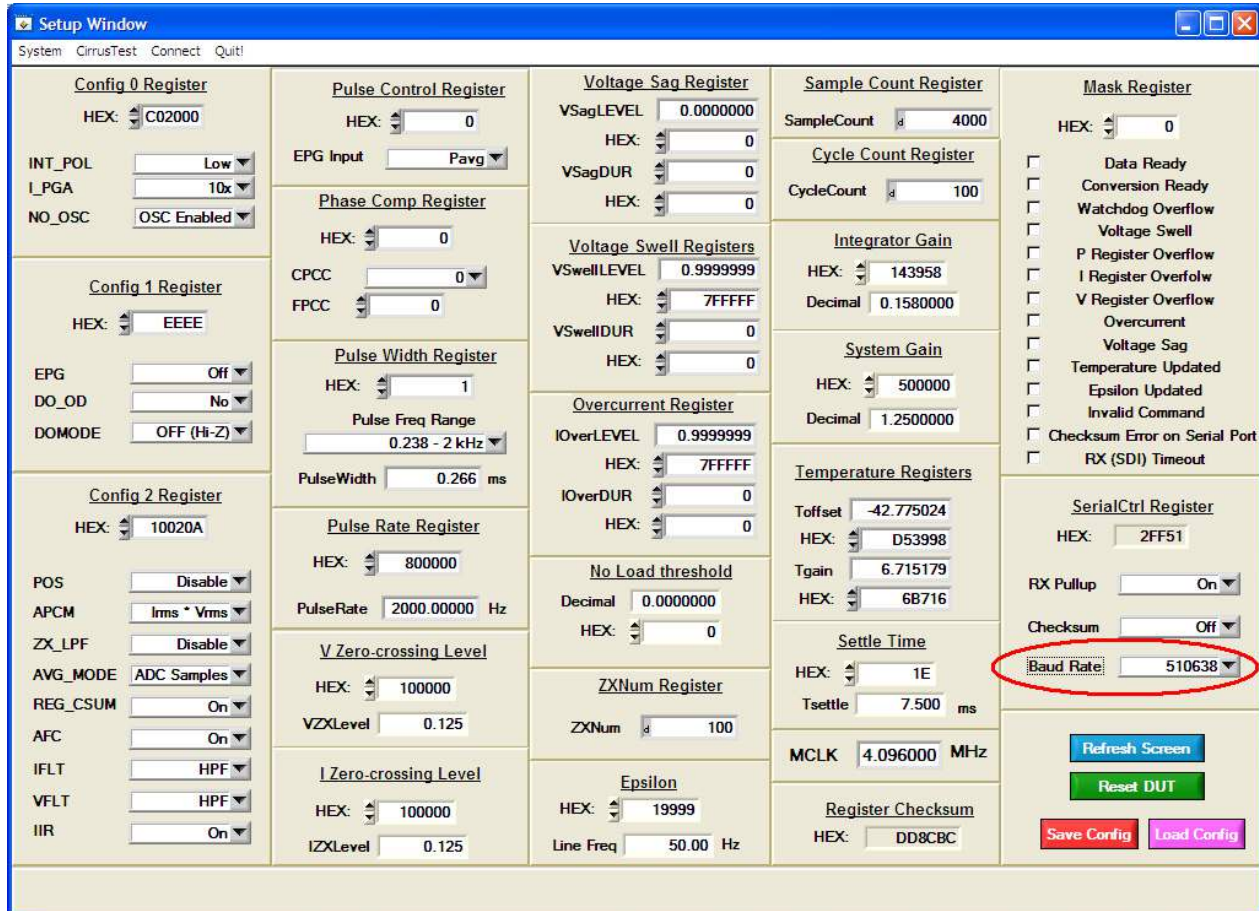 Setup Window
System CirrusTest Connect Quit!
Config 0 Register
HEX: C02000
INT_POL Low
I_PGA 10x
NO_OSC OSC Enabled
Config 1 Register
HEX: EEEE
EPG Off
DO_OD No
DOMODE OFF (Hi-Z)
Config 2 Register
HEX: 10020A
POS Disable
APCM Irms * Vrms
ZX_LPF Disable
AVG_MODE ADC Samples
REG_CSUM On
AFC On
IFLT HPF
VFLT HPF
IIR On
Pulse Control Register
HEX: 0
EPG Input Pavg
Phase Comp Register
HEX: 0
CPCC 0
FPCC 0
Pulse Width Register
HEX: 1
Pulse Freq Range
0.238 - 2 kHz
PulseWidth 0.266 ms
Pulse Rate Register
HEX: 800000
PulseRate 2000.00000 Hz
V Zero-crossing Level
HEX: 100000
VZXLevel 0.125
I Zero-crossing Level
HEX: 100000
IZXLevel 0.125
Voltage Sag Register
VSagLEVEL 0.0000000
HEX: 0
VSagDUR 0
HEX: 0
Voltage Swell Registers
VSwellLEVEL 0.9999999
HEX: 7FFFFF
VSwellDUR 0
HEX: 0
Overcurrent Register
IOverLEVEL 0.9999999
HEX: 7FFFFF
IOverDUR 0
HEX: 0
No Load threshold
Decimal 0.0000000
HEX: 0
ZXNum Register
ZXNum d 100
Epsilon
HEX: 19999
Line Freq 50.00 Hz
Sample Count Register
SampleCount d 4000
Cycle Count Register
CycleCount d 100
Integrator Gain
HEX: 143958
Decimal 0.1580000
System Gain
HEX: 500000
Decimal 1.2500000
Temperature Registers
Toffset -42.775024
HEX: D53998
Tgain 6.715179
HEX: 6B716
Settle Time
HEX: 1E
Tsettle 7.500 ms
MCLK 4.096000 MHz
Register Checksum
HEX: DD8CBC
Mask Register
HEX: 0
Data Ready
Conversion Ready
Watchdog Overflow
Voltage Swell
P Register Overflow
I Register Overfolw
V Register Overflow
Overcurrent
Voltage Sag
Temperature Updated
Epsilon Updated
Invalid Command
Checksum Error on Serial Port
RX (SDI) Timeout
SerialCtrl Register
HEX: 2FF51
RX Pullup On
Checksum Off
Baud Rate 510638
Refresh Screen
Reset DUT
Save Config Load Config